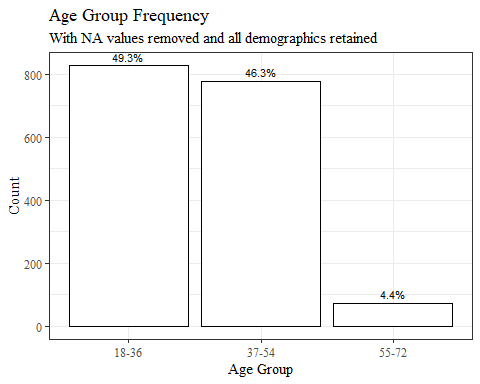 Age Group Frequency
With NA values removed and all demographics retained
49.3%
46.3%
4.4%
800
600
400
200
0
Count
18-36 37-54 55-72
Age Group